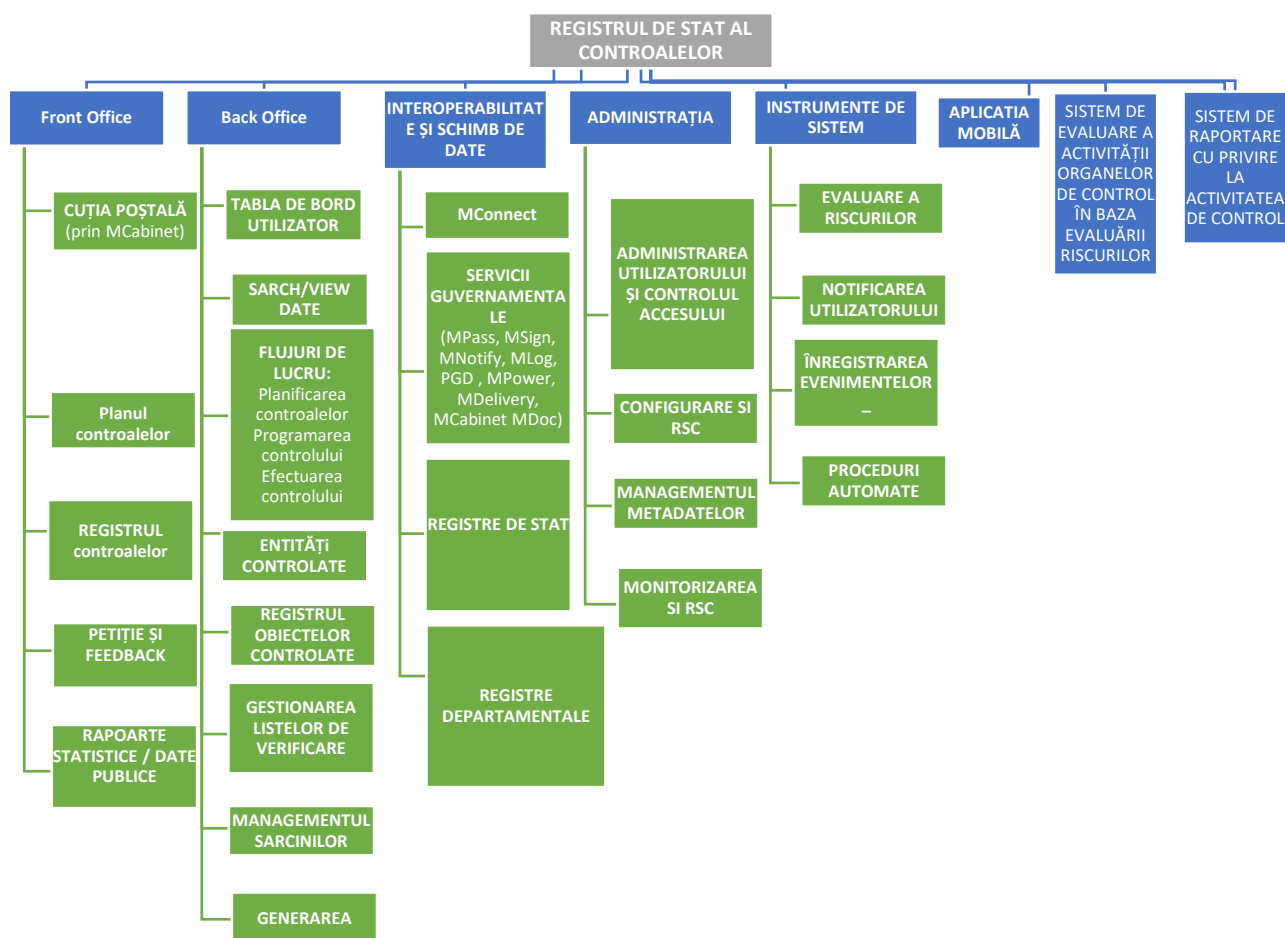 REGISTRUL DE STAT AL
CONTROALELOR
Front Office
Back Office
INTEROPERABILITAT
E ȘI SCHIMB DE
DATE
ADMINISTRAȚIA
INSTRUMENTE DE
SISTEM
APLICATIA
MOBILĂ
SISTEM DE
EVALUARE A
ACTIVITĂȚII
ORGANELOR
DE CONTROL
ÎN BAZA
EVALUĂRII
RISCURILOR
SISTEM DE
RAPORTARE
CU PRIVIRE
LA
ACTIVITATEA
DE CONTROL
CUȚIA POȘTALĂ
(prin MCabinet)
Planul
controalelor
REGISTRUL
controalelor
PETIȚIE ȘI
FEEDBACK
RAPOARTE
STATISTICE / DATE
PUBLICE
TABLA DE BORD
UTILIZATOR
SARCH/VIEW
DATE
FLUJURI DE
LUCRU:
Planificarea
controalelor
Programarea
controlului
Efectuarea
controlului
ENTITĂȚi
CONTROLATE
REGISTRUL
OBIECTELOR
CONTROLATE
GESTIONAREA
LISTELOR DE
VERIFICARE
MANAGEMENTUL
SARCINILOR
GENERAREA
MConnect
SERVICII
GUVERNAMENTA
LE
(MPass, MSign,
MNotify, MLog,
PGD , MPower,
MDelivery,
MCabinet MDoc)
REGISTRE DE STAT
REGISTRE
DEPARTAMENTALE
ADMINISTRAREA
UTILIZATORULUI
ȘI CONTROLUL
ACCESULUI
CONFIGURARE SI
RSC
MANAGEMENTUL
METADATELOR
MONITORIZAREA
SI RSC
EVALUARE A
RISCURILOR
NOTIFICAREA
UTILIZATORULUI
ÎNREGISTRAREA
EVENIMENTELOR
_
PROCEDURI
AUTOMATE